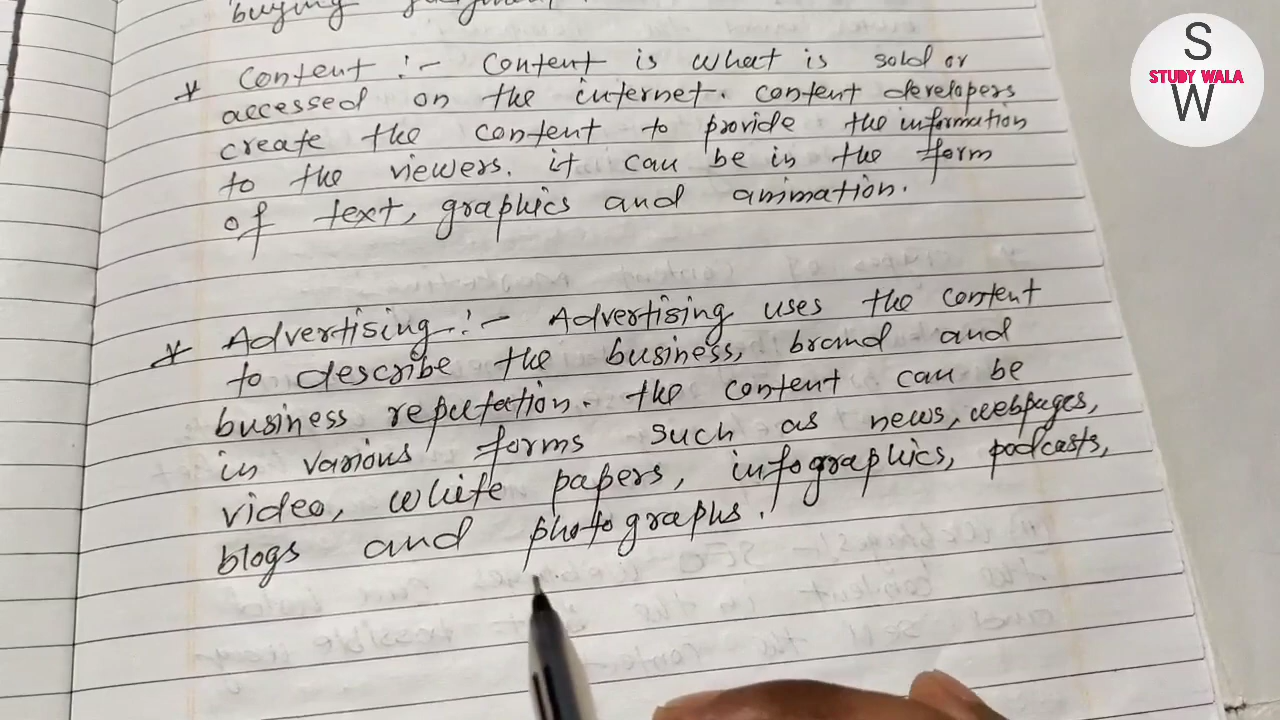 buying
* Content :- Content is what is sold or
accessed on the internet. content developers
create the content to provide the information
to the viewers. it can be in the form
of text, graphics and animation.
* Advertising :- Advertising uses the content
to describe the business, brand and
business reputation. the content can be
in various forms such as news, webpages,
video, white papers, infographics, podcasts,
blogs and photographs.
S
STUDY WALA
W